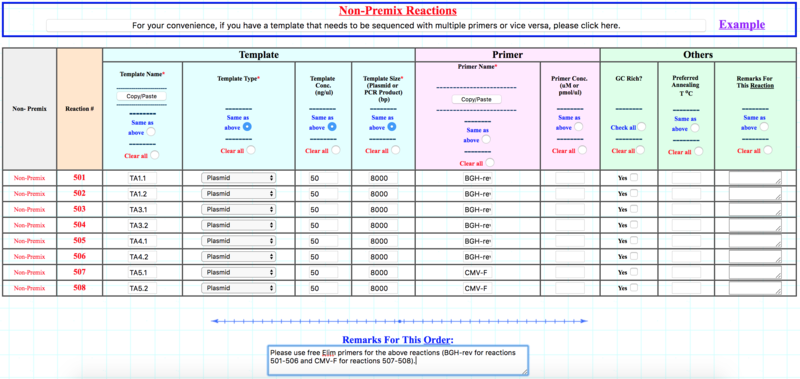 Non-Premix Reactions
For your convenience, if you have a template that needs to be sequenced with multiple primers or vice versa, please click here.
Example
Template Primer Others
Non- Premix Reaction # Template Name* Template Type* Template Conc. (ng/ul) Template Size* (Plasmid or PCR Product) (bp) Primer Name* Primer Conc. (uM or pmol/ul) GC Rich? Preferred Annealing T °C Remarks For This Reaction
Copy/Paste Copy/Paste
Same as above Same as above Same as above Same as above Same as above Same as above Check all Same as above Same as above
Clear all Clear all Clear all Clear all Clear all Clear all Clear all Clear all Clear all
Non-Premix 501 TA1.1 Plasmid 50 8000 BGH-rev Yes
Non-Premix 502 TA1.2 Plasmid 50 8000 BGH-rev Yes
Non-Premix 503 TA3.1 Plasmid 50 8000 BGH-rev Yes
Non-Premix 504 TA3.2 Plasmid 50 8000 BGH-rev Yes
Non-Premix 505 TA4.1 Plasmid 50 8000 BGH-rev Yes
Non-Premix 506 TA4.2 Plasmid 50 8000 BGH-rev Yes
Non-Premix 507 TA5.1 Plasmid 50 8000 CMV-F Yes
Non-Premix 508 TA5.2 Plasmid 50 8000 CMV-F Yes
Remarks For This Order:
Please use free Elim primers for the above reactions (BGH-rev for reactions
501-506 and CMV-F for reactions 507-508).